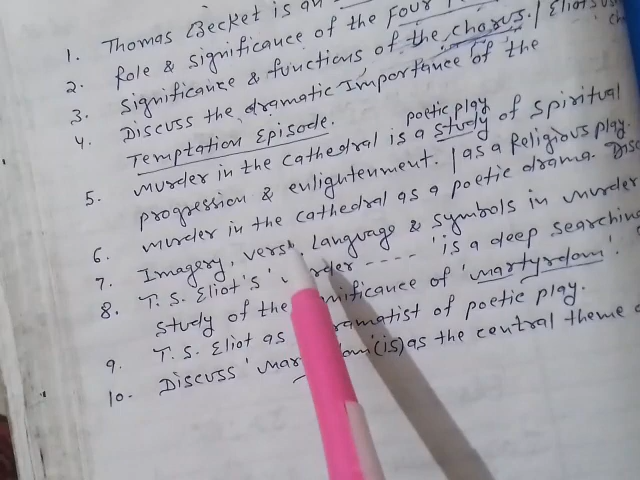 1. Thomas Becket is an
2. Role & significance of the Four
3. Significance & functions of the chorus. / Eliot's use
4. Discuss the dramatic Importance of the
Temptation Episode.
poetic play
5. Murder in the Cathedral is a study of spiritual
progression & enlightenment. / as a Religious play.
6. Murder in the Cathedral as a poetic drama. Disc
7. Imagery, verse, Language & symbols in Murder
8. T. S. Eliot's ' ---- ' is a deep searching
study of the significance of 'martyrdom'.
9. T. S. Eliot as dramatist of poetic play.
10. Discuss 'mar (is) as the central theme